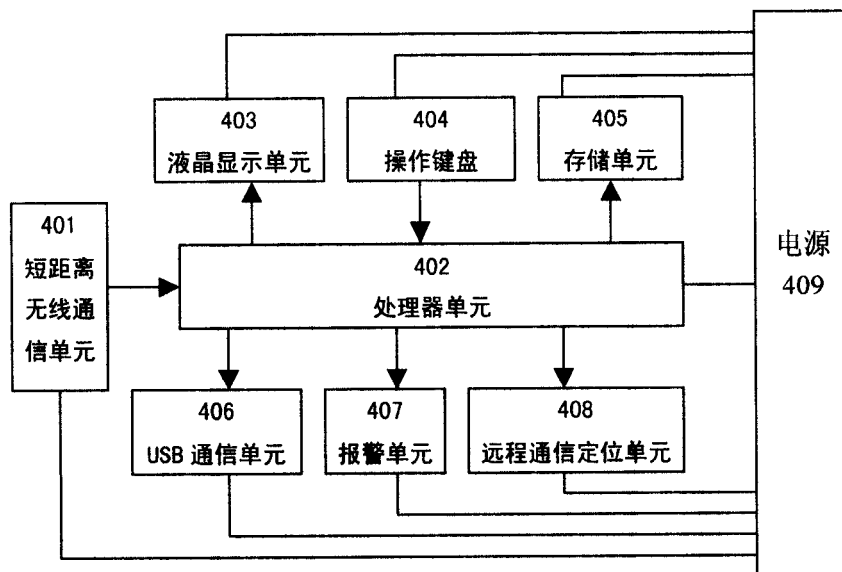 403
液晶显示单元
404
操作键盘
405
存储单元
401
短距离
无线通
信单元
402
处理器单元
电源
409
406
USB 通信单元
407
报警单元
408
远程通信定位单元